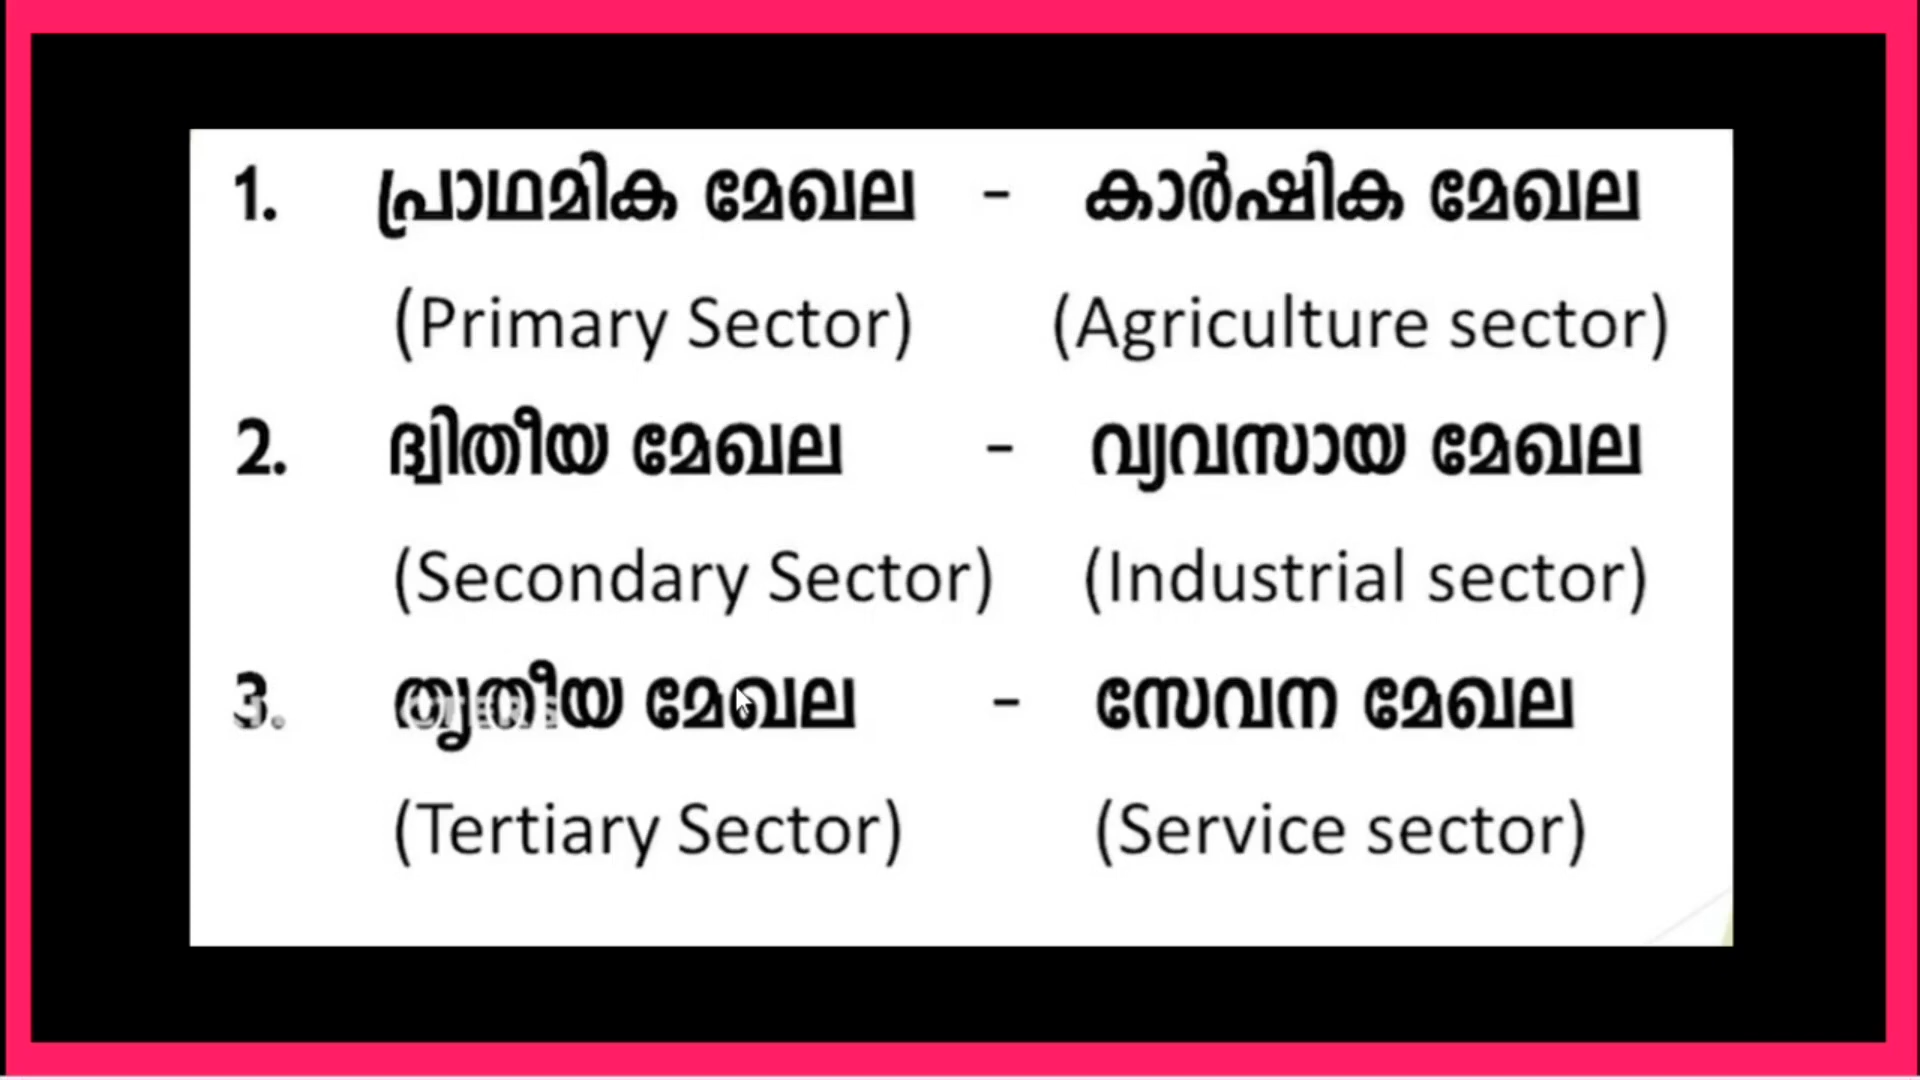 1. പ്രാഥമിക മേഖല - കാർഷിക മേഖല
(Primary Sector) (Agriculture sector)
2. ദ്വിതീയ മേഖല - വ്യവസായ മേഖല
(Secondary Sector) (Industrial sector)
3. തൃതീയ മേഖല - സേവന മേഖല
(Tertiary Sector) (Service sector)